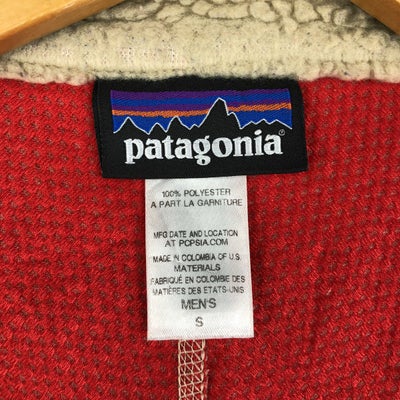 patagonia®
100% POLYESTER
A PART LA GARNITURE
MFG DATE AND LOCATION
AT PCPSIA.COM
MADE IN COLOMBIA OF U.S.
MATERIALS
FABRIQUÉ EN COLOMBIE DES
MATIÈRES DES ETATS-UNIS
MEN'S
S